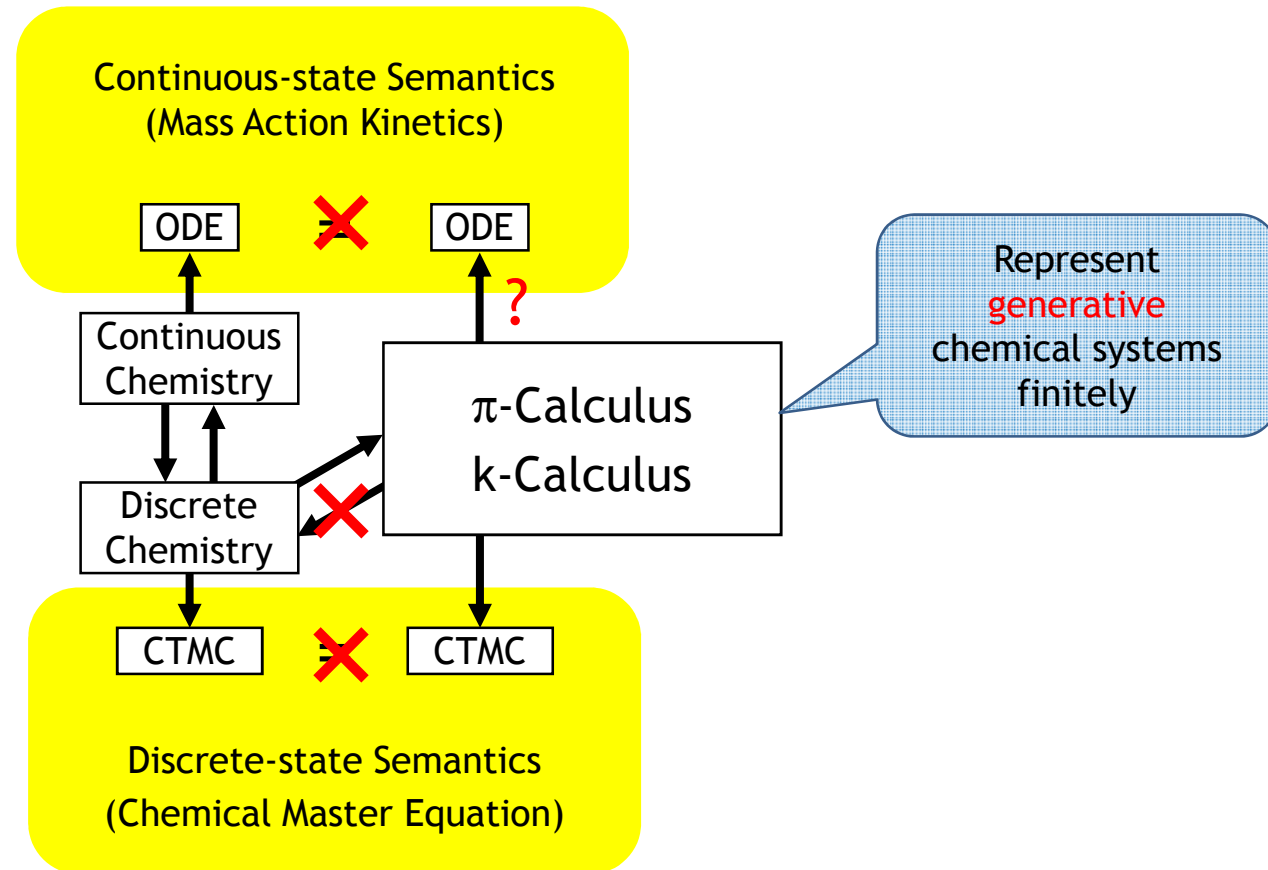 Continuous-state Semantics
(Mass Action Kinetics)
ODE ≡ ODE
?
Continuous
Chemistry
Represent
generative
chemical systems
finitely
π-Calculus
k-Calculus
Discrete
Chemistry
CTMC ≡ CTMC
Discrete-state Semantics
(Chemical Master Equation)